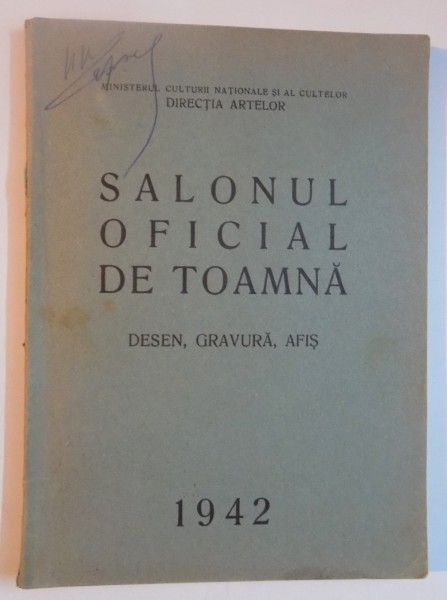 MINISTERUL CULTURII NAȚIONALE ȘI AL CULTELOR
DIRECȚIA ARTELOR
SALONUL
OFICIAL
DE TOAMNĂ
DESEN, GRAVURĂ, AFIȘ
1942